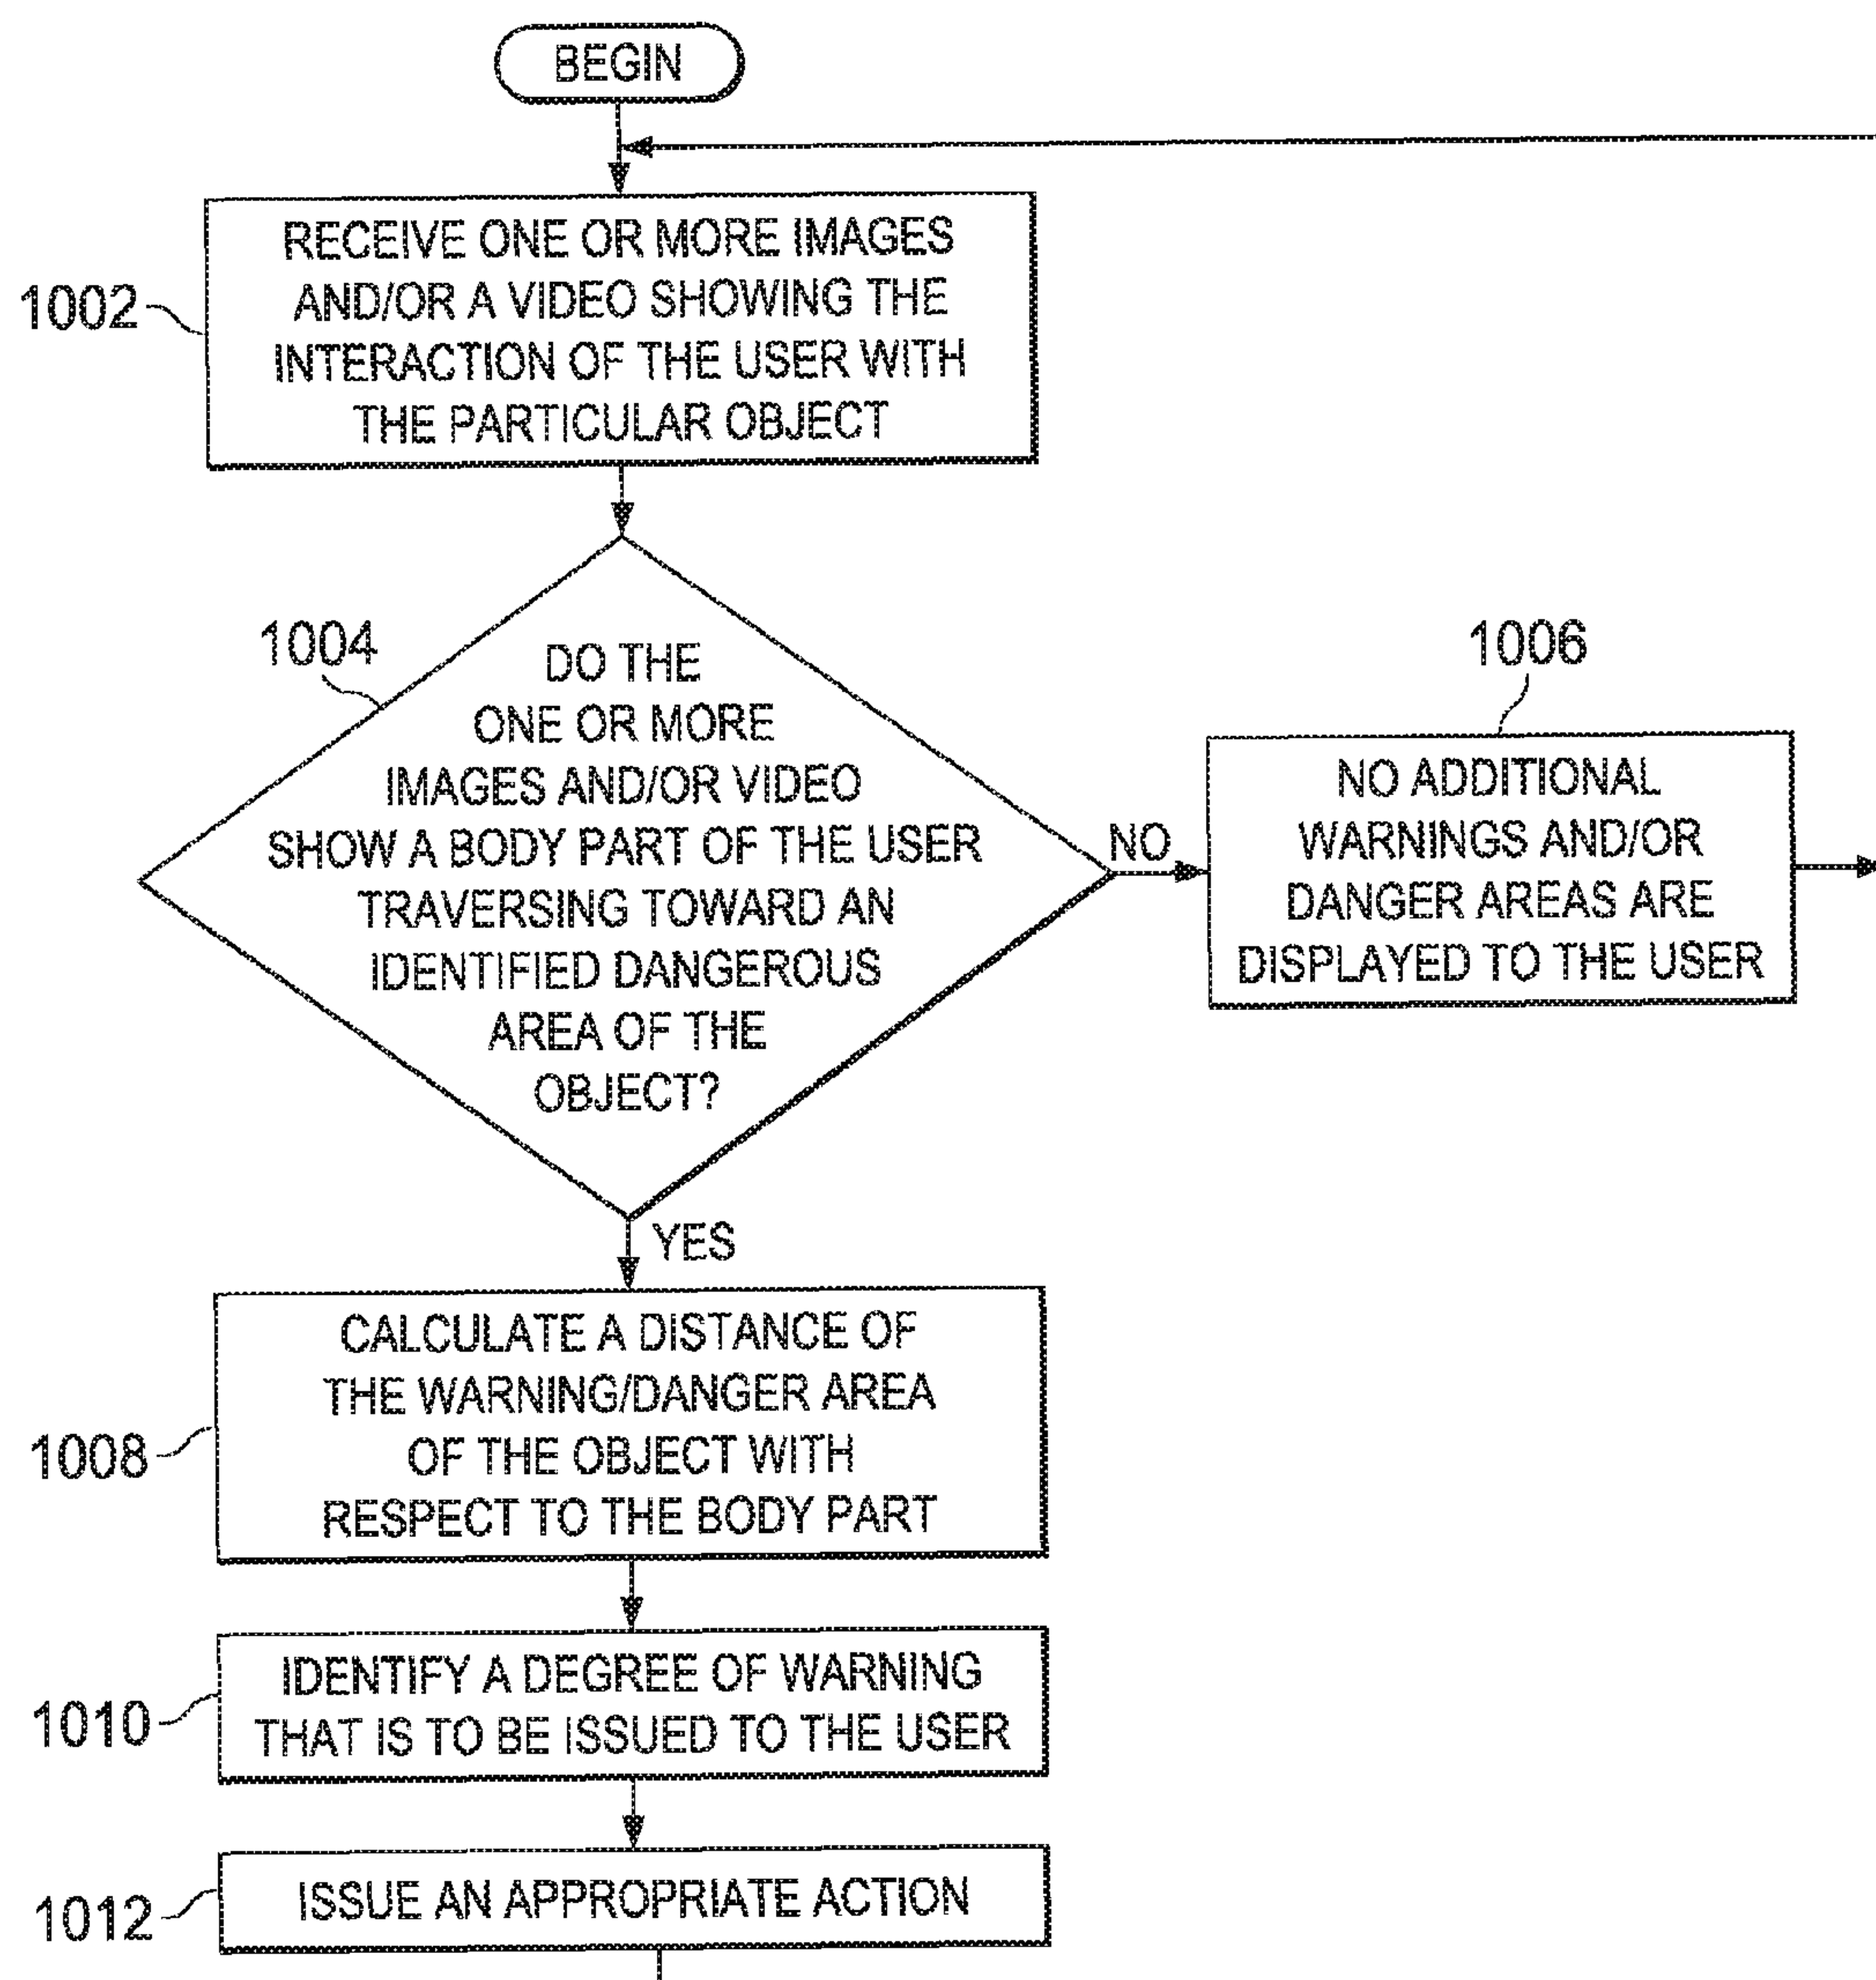 BEGIN
1002
RECEIVE ONE OR MORE IMAGES
AND/OR A VIDEO SHOWING THE
INTERACTION OF THE USER WITH
THE PARTICULAR OBJECT
1004
DO THE
ONE OR MORE
IMAGES AND/OR VIDEO
SHOW A BODY PART OF THE USER
TRAVERSING TOWARD AN
IDENTIFIED DANGEROUS
AREA OF THE
OBJECT?
NO
1006
NO ADDITIONAL
WARNINGS AND/OR
DANGER AREAS ARE
DISPLAYED TO THE USER
YES
1008
CALCULATE A DISTANCE OF
THE WARNING/DANGER AREA
OF THE OBJECT WITH
RESPECT TO THE BODY PART
1010
IDENTIFY A DEGREE OF WARNING
THAT IS TO BE ISSUED TO THE USER
1012
ISSUE AN APPROPRIATE ACTION